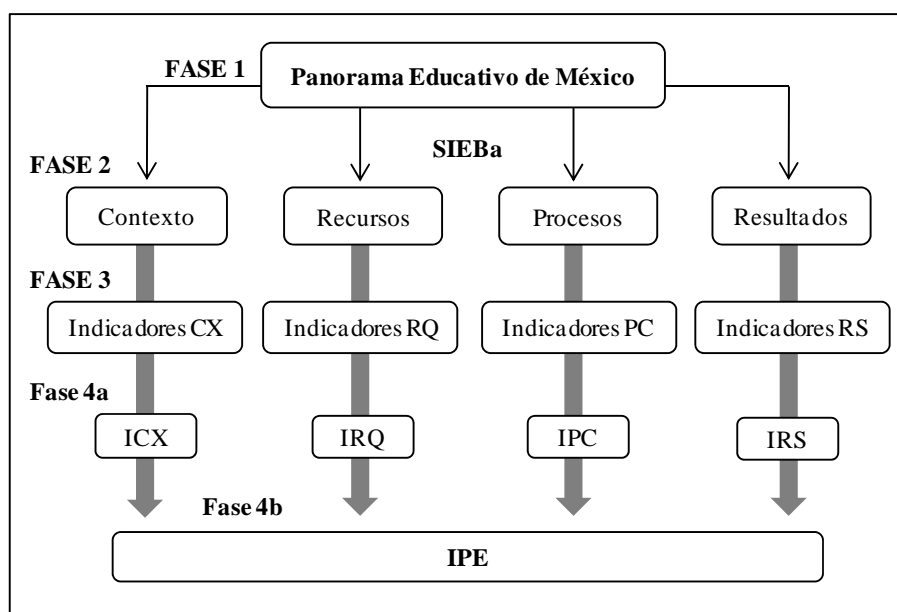 FASE 1
Panorama Educativo de México
SIEBa
FASE 2
Contexto
Recursos
Procesos
Resultados
FASE 3
Indicadores CX
Indicadores RQ
Indicadores PC
Indicadores RS
Fase 4a
ICX
IRQ
IPC
IRS
Fase 4b
IPE